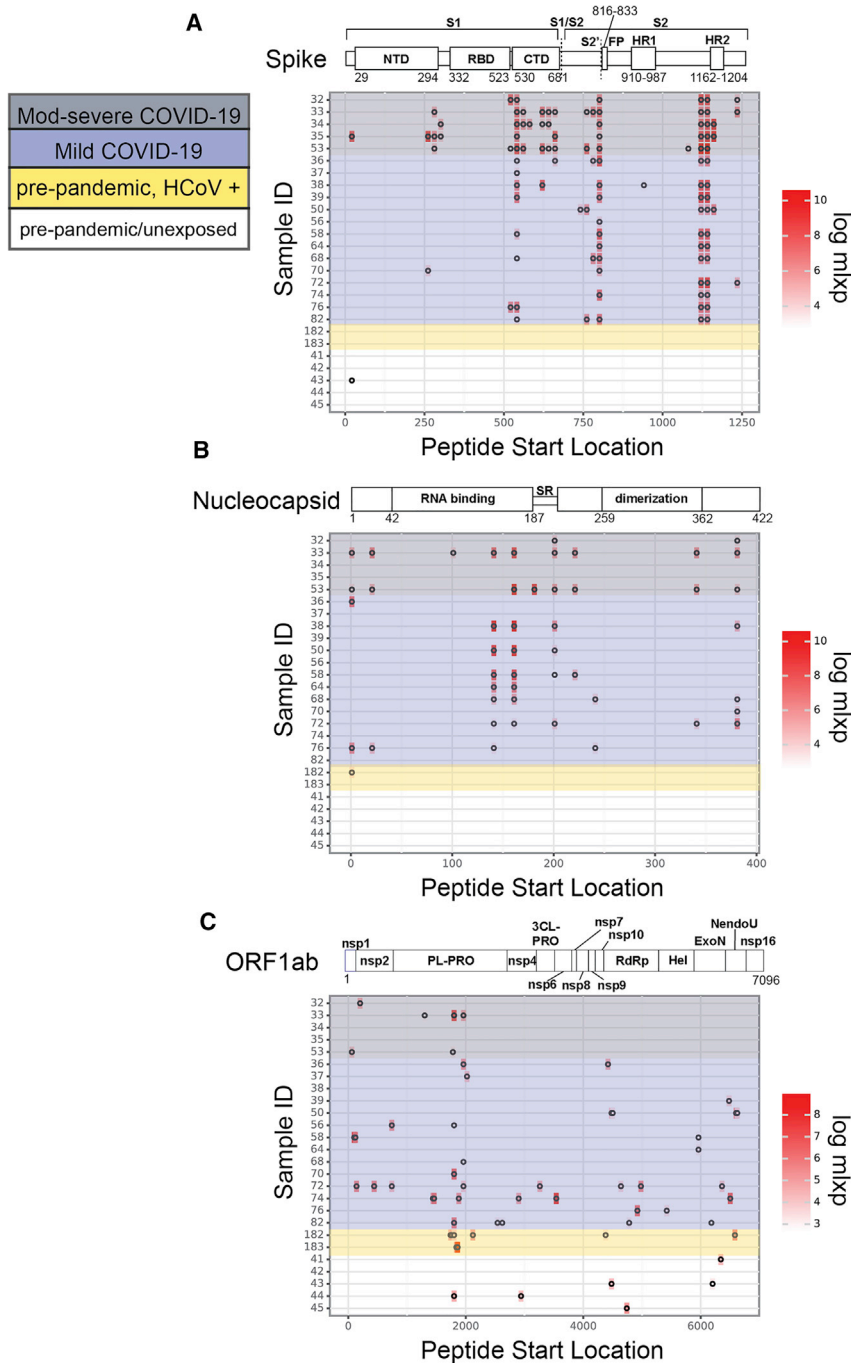 A
S1
S1/S2
816-833
S2
Spike
NTD
RBD
CTD
S2'
FP
HR1
HR2
29
294
332
523
530
681
910-987
1162-1204
Mod-severe COVID-19
Mild COVID-19
pre-pandemic, HCoV +
pre-pandemic/unexposed
Sample ID
32
33
34
35
53
36
37
38
39
50
56
58
64
68
70
72
74
76
82
182
183
41
42
43
44
45
0
250
500
750
1000
1250
Peptide Start Location
10
8
6
4
log mlxp
B
Nucleocapsid
RNA binding
SR
dimerization
1
42
187
259
362
422
Sample ID
32
33
34
35
53
36
37
38
39
50
56
58
64
68
70
72
74
76
82
182
183
41
42
43
44
45
0
100
200
300
400
Peptide Start Location
10
8
6
4
log mlxp
C
ORF1ab
nsp1
nsp2
PL-PRO
nsp4
3CL-
PRO
nsp6
nsp7
nsp8
nsp9
nsp10
RdRp
Hel
ExoN
NendoU
nsp16
1
7096
Sample ID
32
33
34
35
53
36
37
38
39
50
56
58
64
68
70
72
74
76
82
182
183
41
42
43
44
45
0
2000
4000
6000
Peptide Start Location
8
7
6
5
4
3
log mlxp